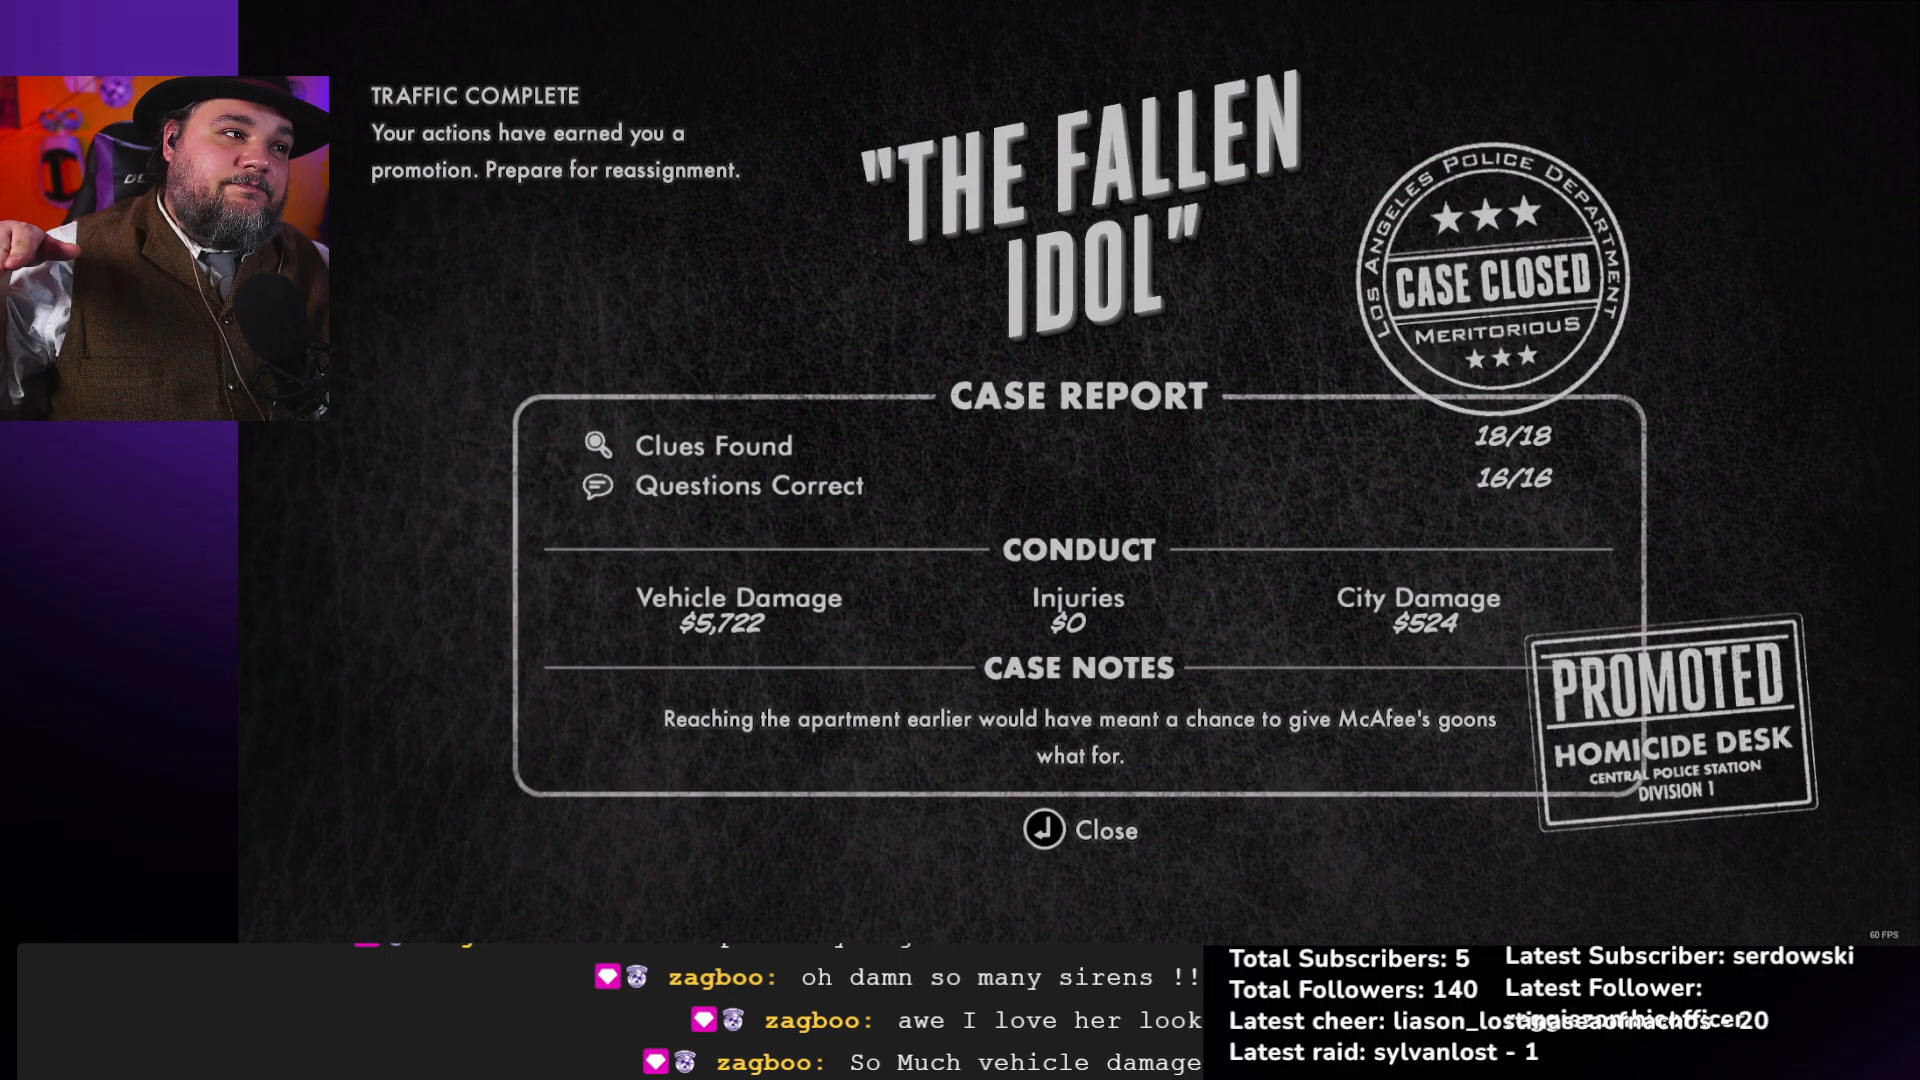 TRAFFIC COMPLETE
Your actions have earned you a
promotion. Prepare for reassignment.
"THE FALLEN
IDOL"
LOS ANGELES POLICE DEPARTMENT
CASE CLOSED
MERITORIOUS
CASE REPORT
Clues Found 18/18
Questions Correct 16/16
CONDUCT
Vehicle Damage Injuries City Damage
$5,722 $0 $524
CASE NOTES
Reaching the apartment earlier would have meant a chance to give McAfee's goons
what for.
PROMOTED
HOMICIDE DESK
CENTRAL POLICE STATION
DIVISION 1
Close
60 FPS
zagboo: oh damn so many sirens !!
zagboo: awe I love her look
zagboo: So Much vehicle damage
Total Subscribers: 5 Latest Subscriber: serdowski
Total Followers: 140 Latest Follower:
Latest cheer: - 20
Latest raid: sylvanlost - 1